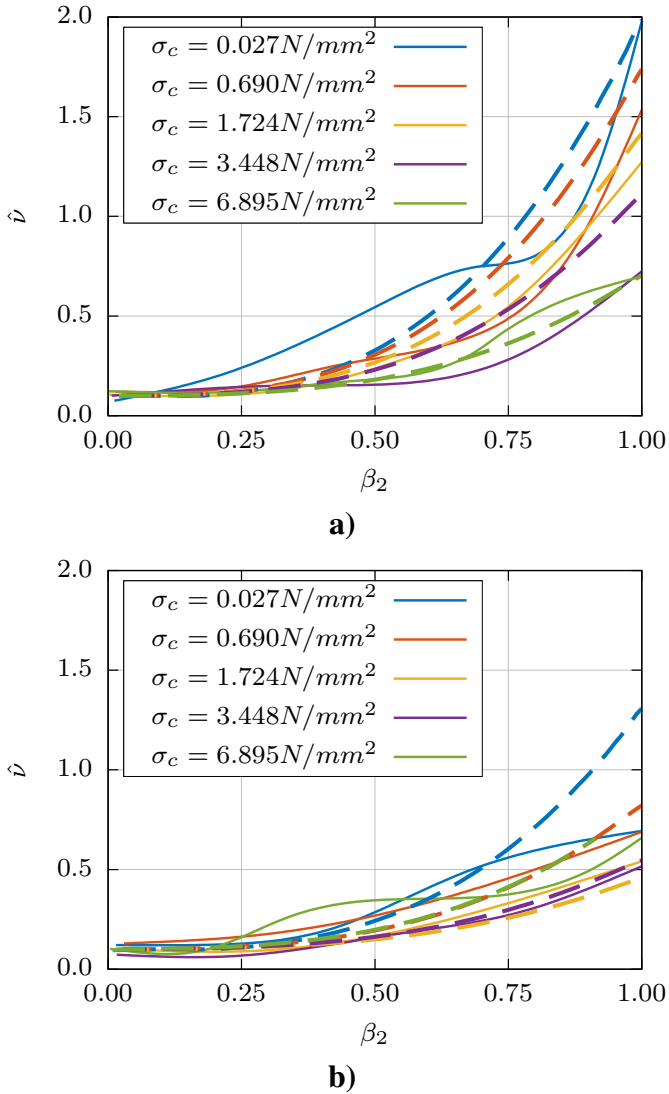 2.0
σ_c = 0.027N/mm²
σ_c = 0.690N/mm²
1.5
σ_c = 1.724N/mm²
σ_c = 3.448N/mm²
σ_c = 6.895N/mm²
1.0
ν̂
0.5
0.0
0.00 0.25 0.50 0.75 1.00
β₂
a)
2.0
σ_c = 0.027N/mm²
σ_c = 0.690N/mm²
1.5
σ_c = 1.724N/mm²
σ_c = 3.448N/mm²
σ_c = 6.895N/mm²
1.0
ν̂
0.5
0.0
0.00 0.25 0.50 0.75 1.00
β₂
b)